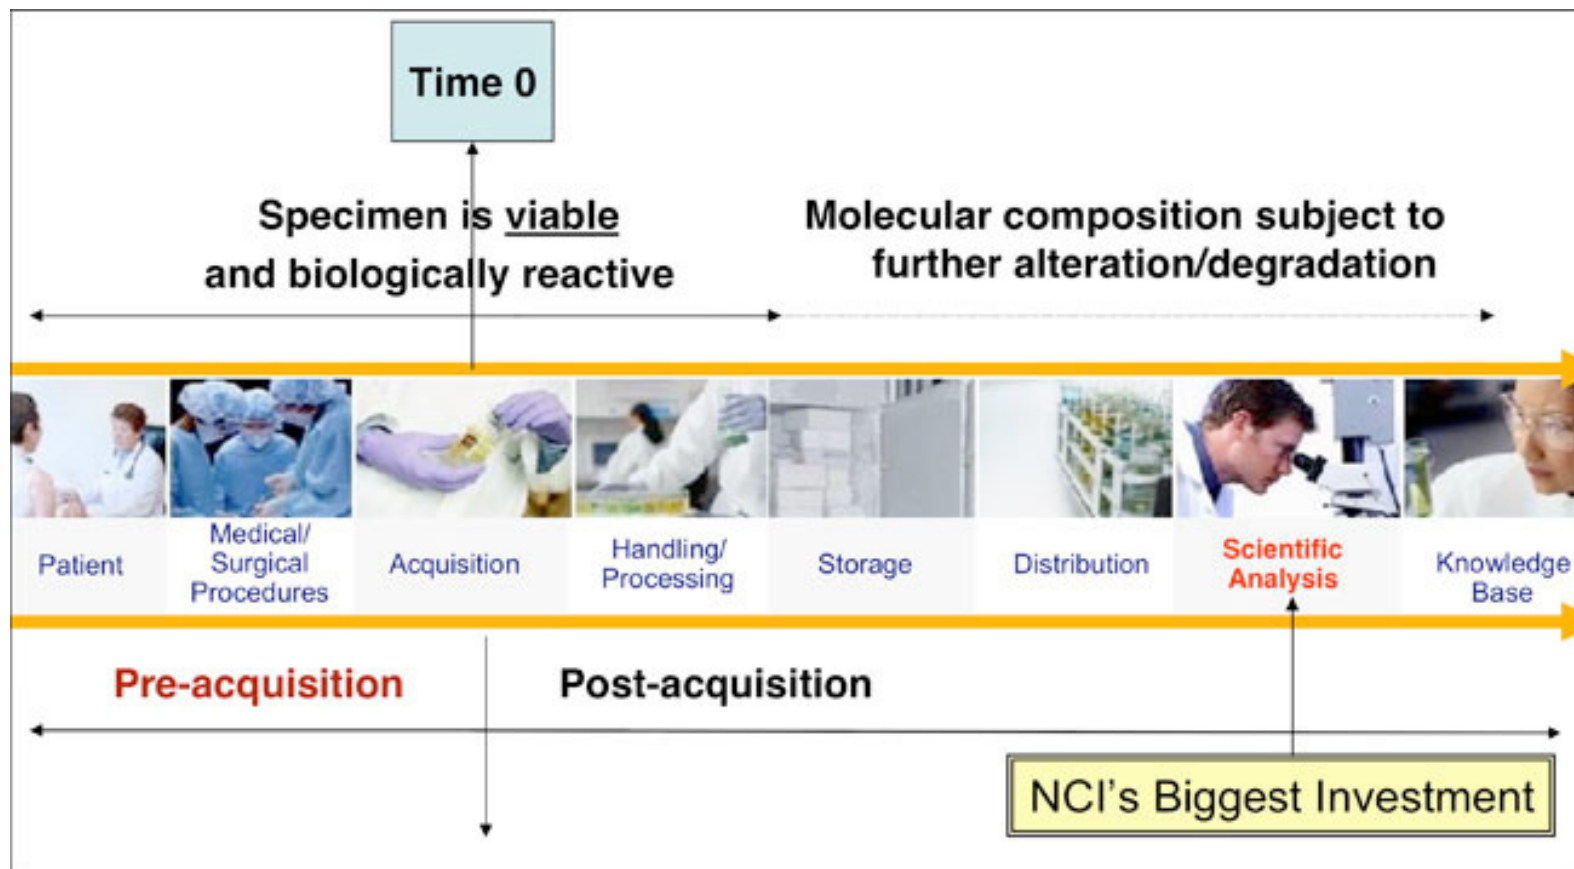 Time 0
Specimen is viable
and biologically reactive
Molecular composition subject to
further alteration/degradation
Patient
Medical/
Surgical
Procedures
Acquisition
Handling/
Processing
Storage
Distribution
Scientific
Analysis
Knowledge
Base
Pre-acquisition
Post-acquisition
NCI's Biggest Investment